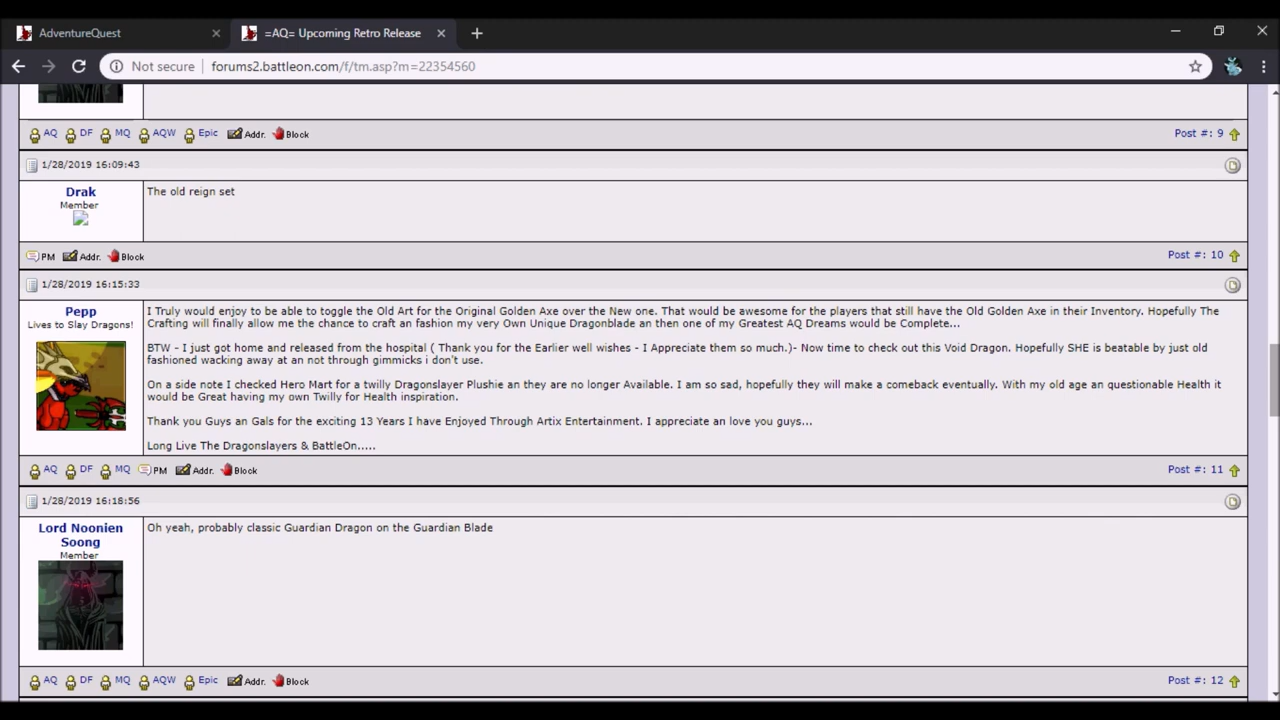 AdventureQuest
=AQ= Upcoming Retro Release
Not secure
forums2.battleon.com/f/tm.asp?m=22354560
AQ DF MQ AQW Epic Addr. Block
Post #: 9
1/28/2019 16:09:43
Drak
Member
The old reign set
PM Addr. Block
Post #: 10
1/28/2019 16:15:33
Pepp
Lives to Slay Dragons!
I Truly would enjoy to be able to toggle the Old Art for the Original Golden Axe over the New one. That would be awesome for the players that still have the Old Golden Axe in their Inventory. Hopefully The
Crafting will finally allow me the chance to craft an fashion my very Own Unique Dragonblade an then one of my Greatest AQ Dreams would be Complete...
BTW - I just got home and released from the hospital ( Thank you for the Earlier well wishes - I Appreciate them so much.)- Now time to check out this Void Dragon. Hopefully SHE is beatable by just old
fashioned wacking away at an not through gimmicks i don't use.
On a side note I checked Hero Mart for a twilly Dragonslayer Plushie an they are no longer Available. I am so sad, hopefully they will make a comeback eventually. With my old age an questionable Health it
would be Great having my own Twilly for Health inspiration.
Thank you Guys an Gals for the exciting 13 Years I have Enjoyed Through Artix Entertainment. I appreciate an love you guys...
Long Live The Dragonslayers & BattleOn.....
AQ DF MQ PM Addr. Block
Post #: 11
1/28/2019 16:18:56
Lord Noonien
Soong
Member
Oh yeah, probably classic Guardian Dragon on the Guardian Blade
AQ DF MQ AQW Epic Addr. Block
Post #: 12